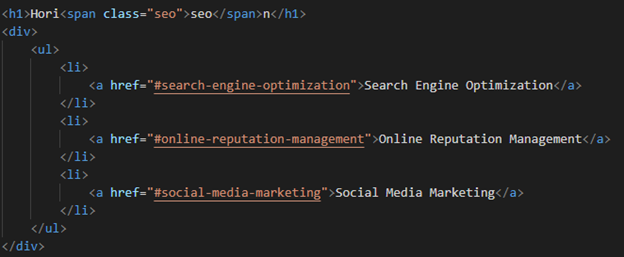 <h1>Hori<span class="seo">seo</span>n</h1>
<div>
    <ul>
        <li>
            <a href="#search-engine-optimization">Search Engine Optimization</a>
        </li>
        <li>
            <a href="#online-reputation-management">Online Reputation Management</a>
        </li>
        <li>
            <a href="#social-media-marketing">Social Media Marketing</a>
        </li>
    </ul>
</div>